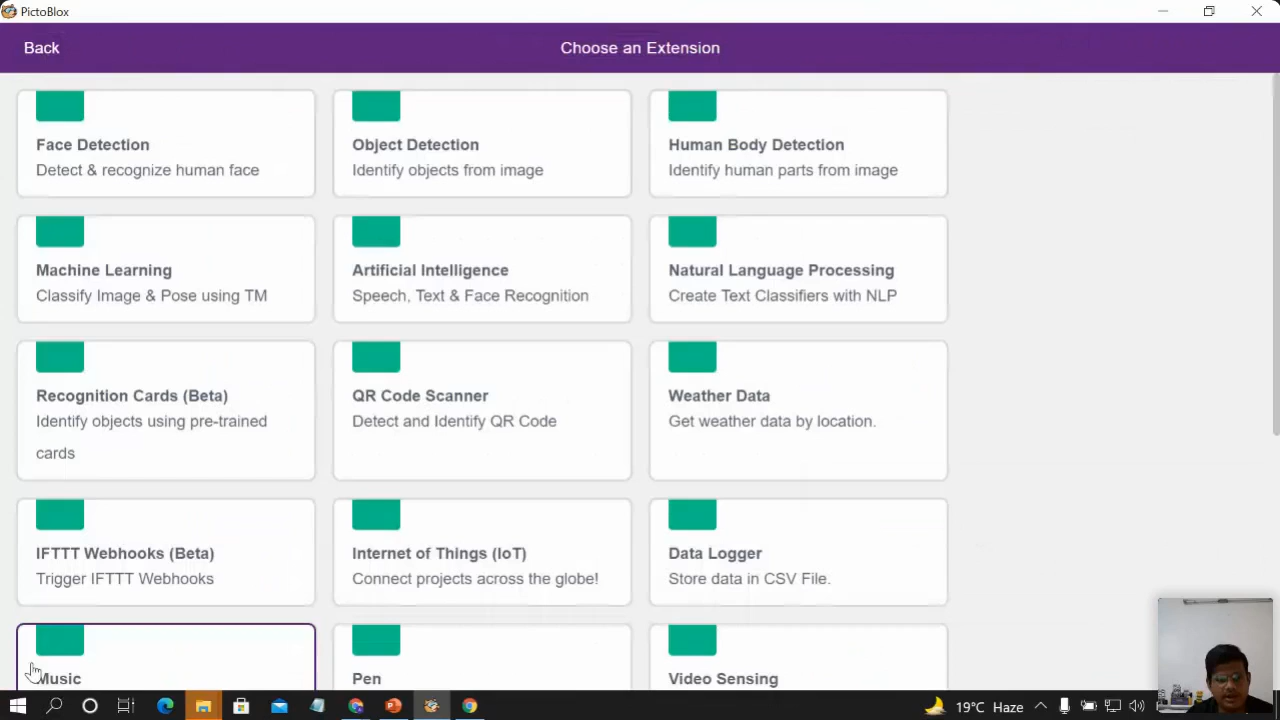 PictoBlox
Back
Choose an Extension
Face Detection
Detect & recognize human face
Object Detection
Identify objects from image
Human Body Detection
Identify human parts from image
Machine Learning
Classify Image & Pose using TM
Artificial Intelligence
Speech, Text & Face Recognition
Natural Language Processing
Create Text Classifiers with NLP
Recognition Cards (Beta)
Identify objects using pre-trained
cards
QR Code Scanner
Detect and Identify QR Code
Weather Data
Get weather data by location.
IFTTT Webhooks (Beta)
Trigger IFTTT Webhooks
Internet of Things (IoT)
Connect projects across the globe!
Data Logger
Store data in CSV File.
Music
Pen
Video Sensing
19°C Haze